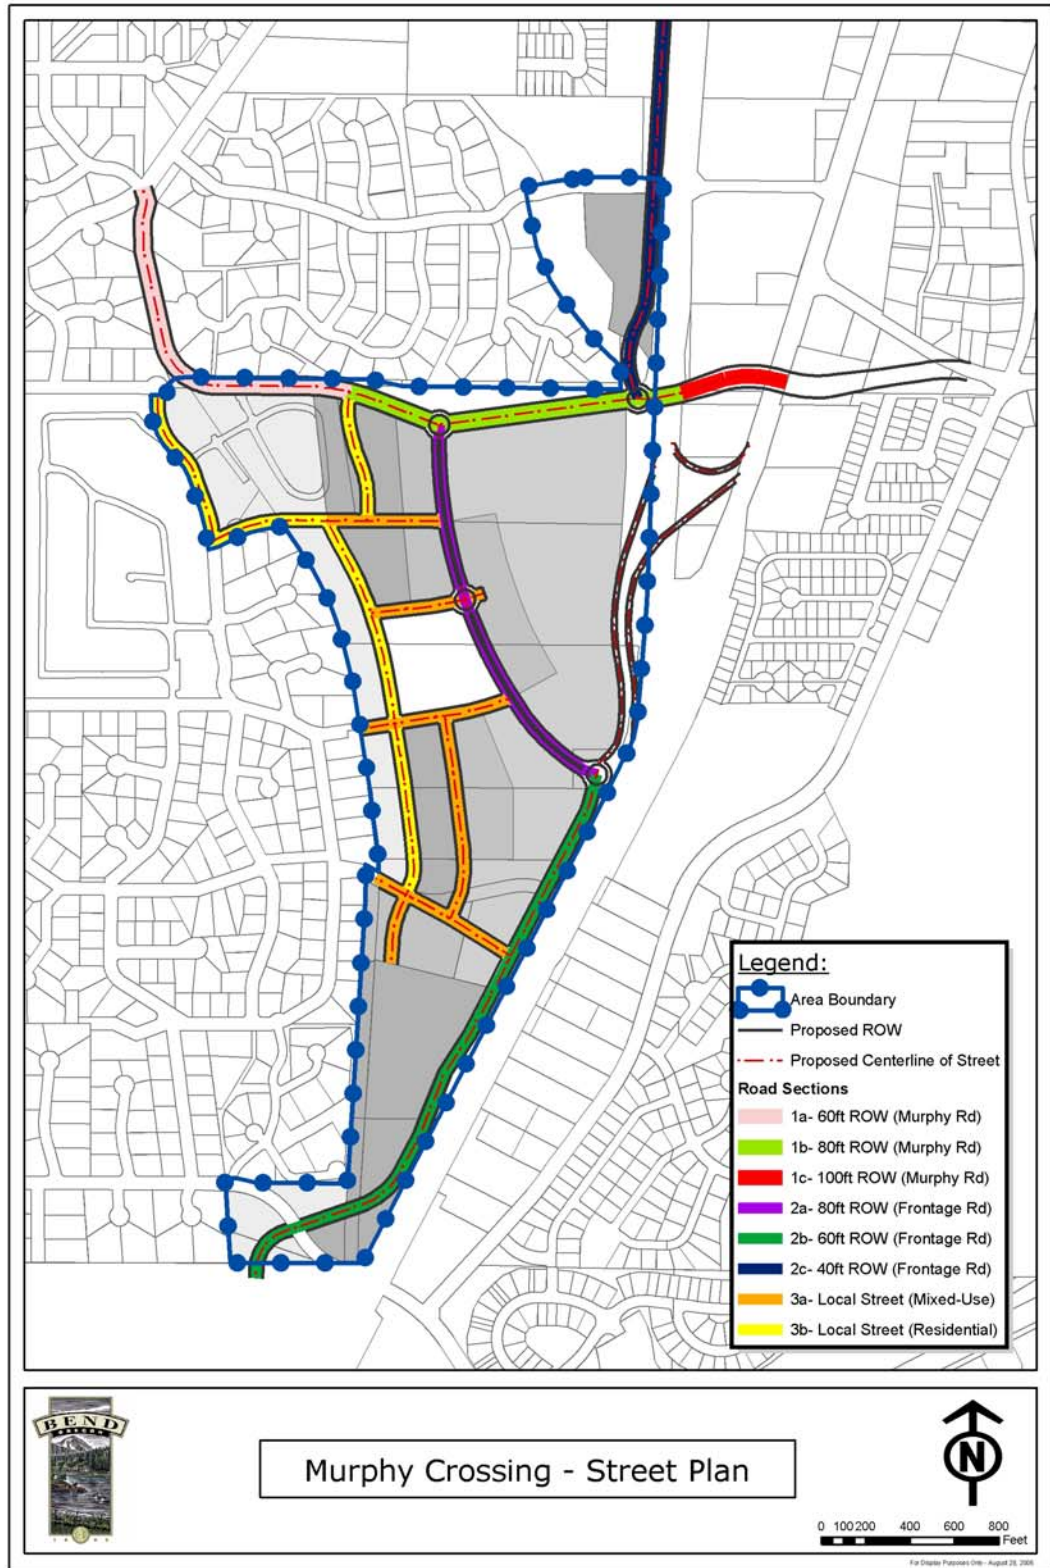 Legend:
Area Boundary
Proposed ROW
Proposed Centerline of Street
Road Sections
1a- 60ft ROW (Murphy Rd)
1b- 80ft ROW (Murphy Rd)
1c- 100ft ROW (Murphy Rd)
2a- 80ft ROW (Frontage Rd)
2b- 60ft ROW (Frontage Rd)
2c- 40ft ROW (Frontage Rd)
3a- Local Street (Mixed-Use)
3b- Local Street (Residential)
BEND
OREGON
Murphy Crossing - Street Plan
N
0 100 200 400 600 800
Feet